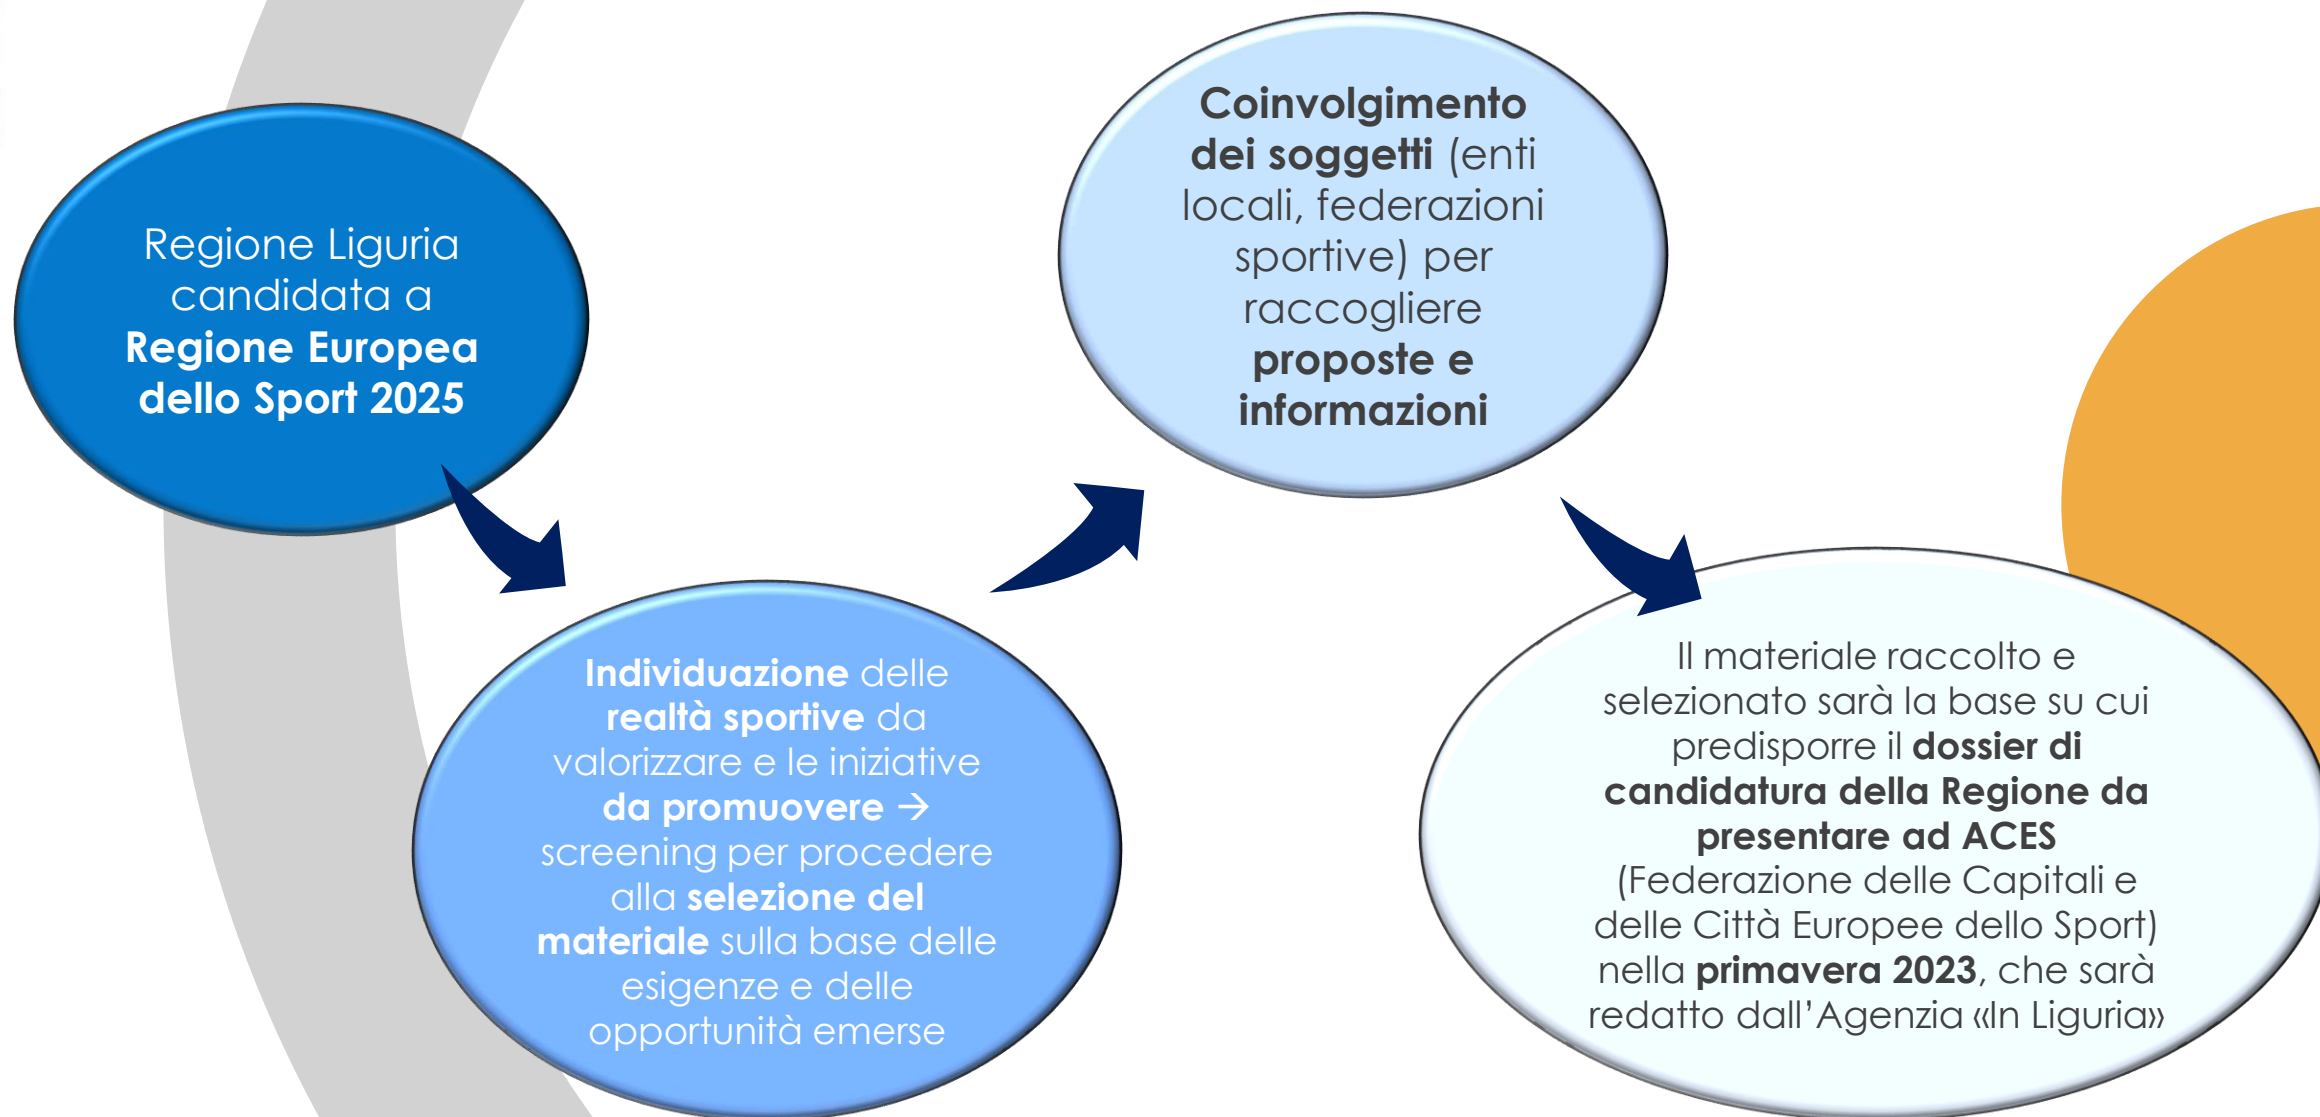 Regione Liguria
candidata a
Regione Europea
dello Sport 2025
Individuazione delle
realtà sportive da
valorizzare e le iniziative
da promuovere →
screening per procedere
alla selezione del
materiale sulla base delle
esigenze e delle
opportunità emerse
Coinvolgimento
dei soggetti (enti
locali, federazioni
sportive) per
raccogliere
proposte e
informazioni
Il materiale raccolto e
selezionato sarà la base su cui
predisporre il dossier di
candidatura della Regione da
presentare ad ACES
(Federazione delle Capitali e
delle Città Europee dello Sport)
nella primavera 2023, che sarà
redatto dall’Agenzia «In Liguria»